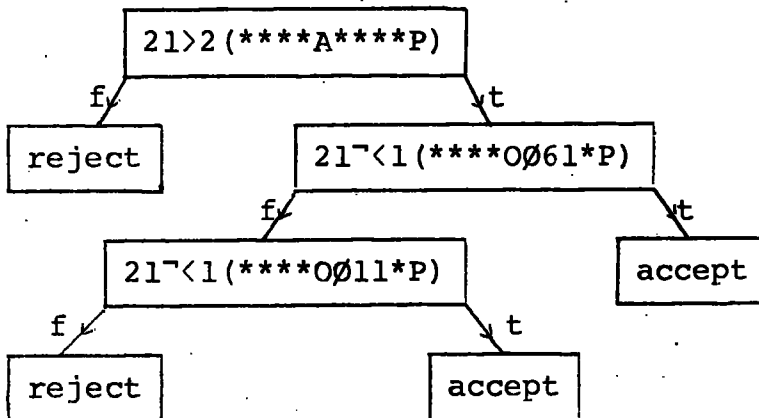 21>2(****A****P)
f t
reject 21¬<1(****OØ61*P)
f t
21¬<1(****OØ11*P) accept
f t
reject accept